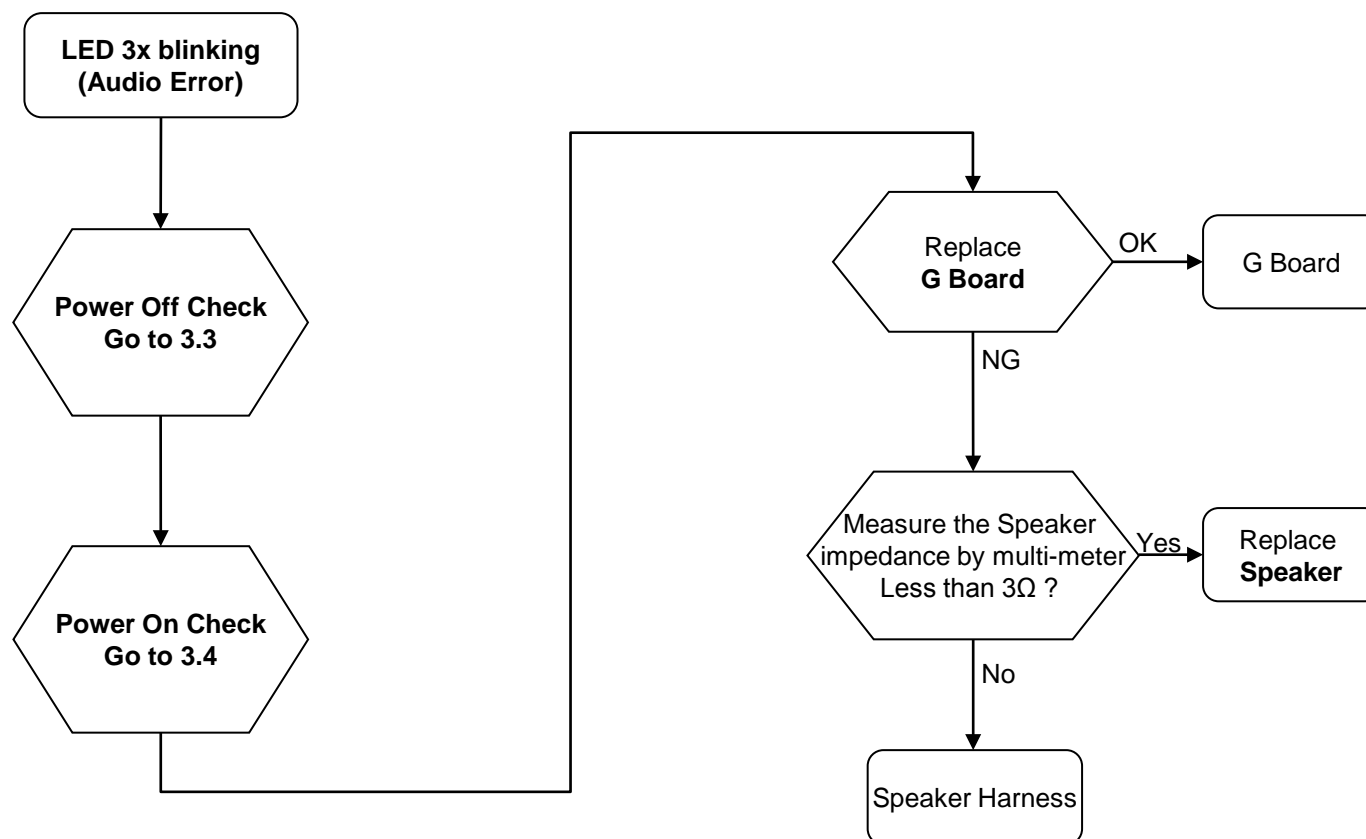 LED 3x blinking
(Audio Error)
Power Off Check
Go to 3.3
Power On Check
Go to 3.4
Replace
G Board
OK
G Board
NG
Measure the Speaker
impedance by multi-meter
Less than 3Ω ?
Yes
Replace
Speaker
No
Speaker Harness